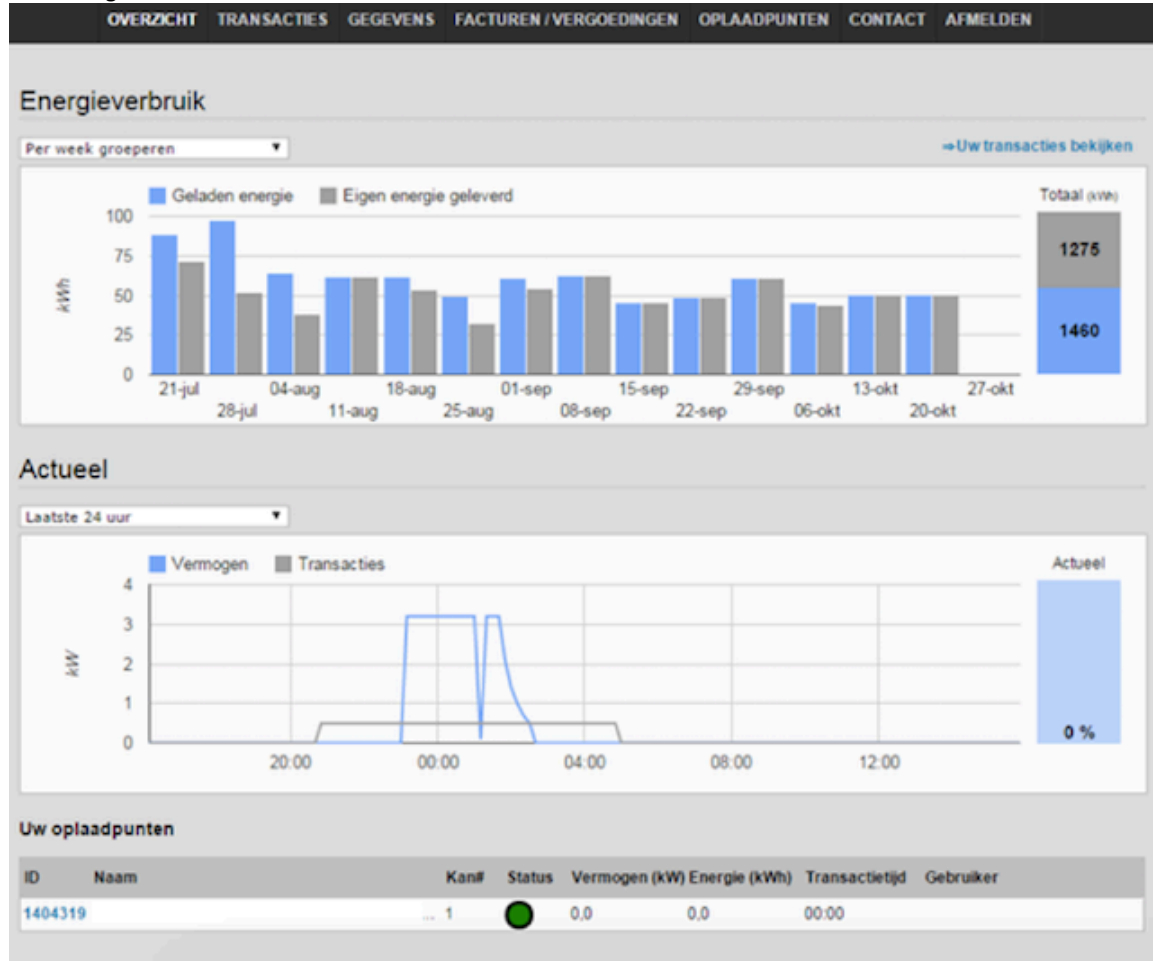 OVERZICHT TRANSACTIES GEGEVENS FACTUREN / VERGOEDINGEN OPLAADPUNTEN CONTACT AFMELDEN
Energieverbruik
Per week groeperen
⇒Uw transacties bekijken
Geladen energie Eigen energie geleverd
Totaal (kWh)
100
75
50
25
0
kWh
1275
1460
21-jul 04-aug 18-aug 01-sep 15-sep 29-sep 13-okt 27-okt
28-jul 11-aug 25-aug 08-sep 22-sep 06-okt 20-okt
Actueel
Laatste 24 uur
Vermogen Transacties
Actueel
4
3
2
1
0
kW
0 %
20:00 00:00 04:00 08:00 12:00
Uw oplaadpunten
ID Naam Kan# Status Vermogen (kW) Energie (kWh) Transactietijd Gebruiker
1404319 ... 1 0,0 0,0 00:00